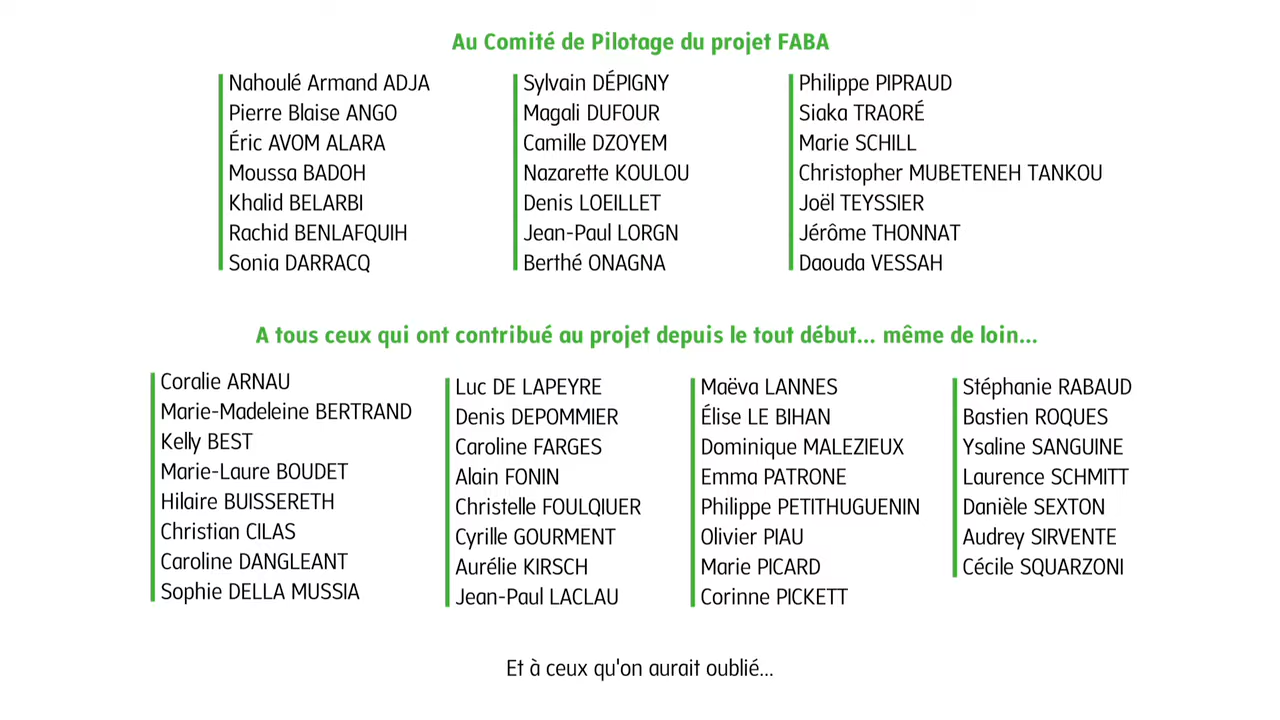 Au Comité de Pilotage du projet FABA
Nahoulé Armand ADJA
Pierre Blaise ANGO
Éric AVOM ALARA
Moussa BADOH
Khalid BELARBI
Rachid BENLAFQUIH
Sonia DARRACQ
Sylvain DÉPIGNY
Magali DUFOUR
Camille DZOYEM
Nazarette KOULOU
Denis LOEILLET
Jean-Paul LORGN
Berthé ONAGNA
Philippe PIPRAUD
Siaka TRAORÉ
Marie SCHILL
Christopher MUBETENEH TANKOU
Joël TEYSSIER
Jérôme THONNAT
Daouda VESSAH
A tous ceux qui ont contribué au projet depuis le tout début... même de loin...
Coralie ARNAU
Marie-Madeleine BERTRAND
Kelly BEST
Marie-Laure BOUDET
Hilaire BUISSERETH
Christian CILAS
Caroline DANGLEANT
Sophie DELLA MUSSIA
Luc DE LAPEYRE
Denis DEPOMMIER
Caroline FARGES
Alain FONIN
Christelle FOULQIUER
Cyrille GOURMENT
Aurélie KIRSCH
Jean-Paul LACLAU
Maëva LANNES
Élise LE BIHAN
Dominique MALEZIEUX
Emma PATRONE
Philippe PETITHUGUENIN
Olivier PIAU
Marie PICARD
Corinne PICKETT
Stéphanie RABAUD
Bastien ROQUES
Ysaline SANGUINE
Laurence SCHMITT
Danièle SEXTON
Audrey SIRVENTE
Cécile SQUARZONI
Et à ceux qu'on aurait oublié...